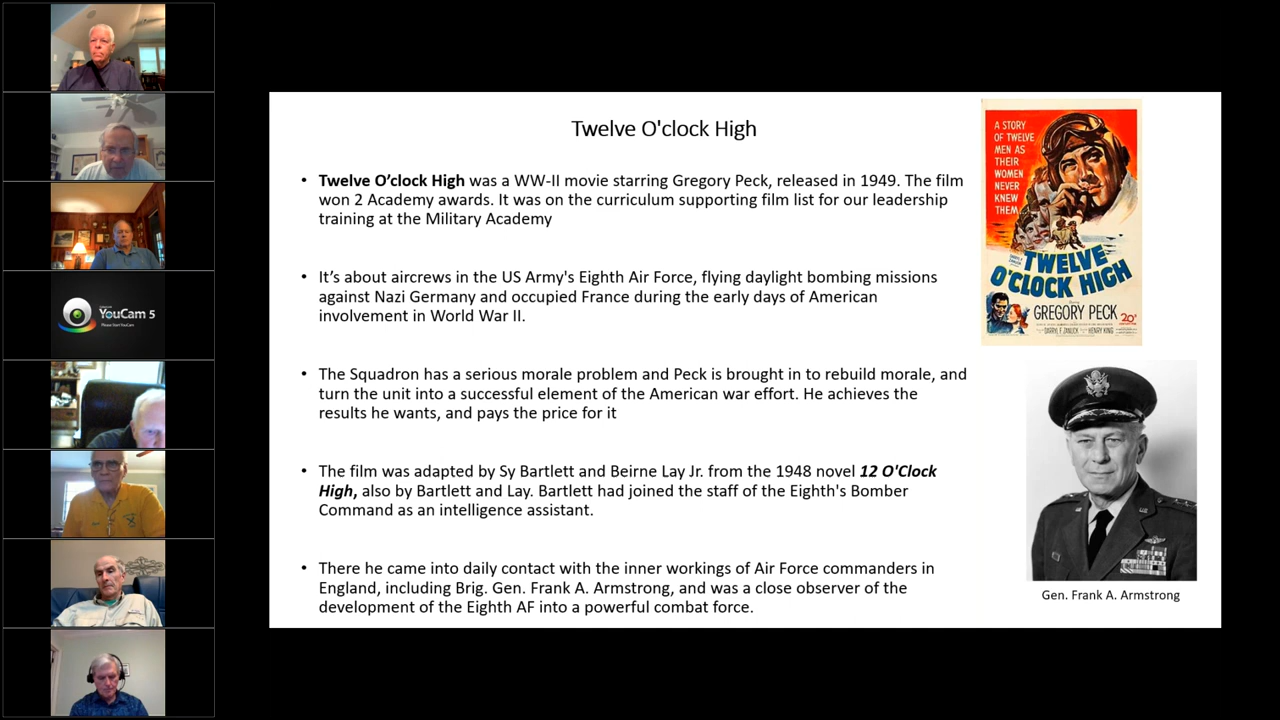 YouCam 5
Twelve O'clock High
• Twelve O’clock High was a WW-II movie starring Gregory Peck, released in 1949. The film
won 2 Academy awards. It was on the curriculum supporting film list for our leadership
training at the Military Academy
• It’s about aircrews in the US Army's Eighth Air Force, flying daylight bombing missions
against Nazi Germany and occupied France during the early days of American
involvement in World War II.
• The Squadron has a serious morale problem and Peck is brought in to rebuild morale, and
turn the unit into a successful element of the American war effort. He achieves the
results he wants, and pays the price for it
• The film was adapted by Sy Bartlett and Beirne Lay Jr. from the 1948 novel 12 O'Clock
High, also by Bartlett and Lay. Bartlett had joined the staff of the Eighth's Bomber
Command as an intelligence assistant.
• There he came into daily contact with the inner workings of Air Force commanders in
England, including Brig. Gen. Frank A. Armstrong, and was a close observer of the
development of the Eighth AF into a powerful combat force.
A STORY
OF TWELVE
MEN AS
THEIR
WOMEN
NEVER
KNEW
THEM
TWELVE
O'CLOCK HIGH
GREGORY PECK
20
DARRYL F. ZANUCK
HENRY KING
Gen. Frank A. Armstrong